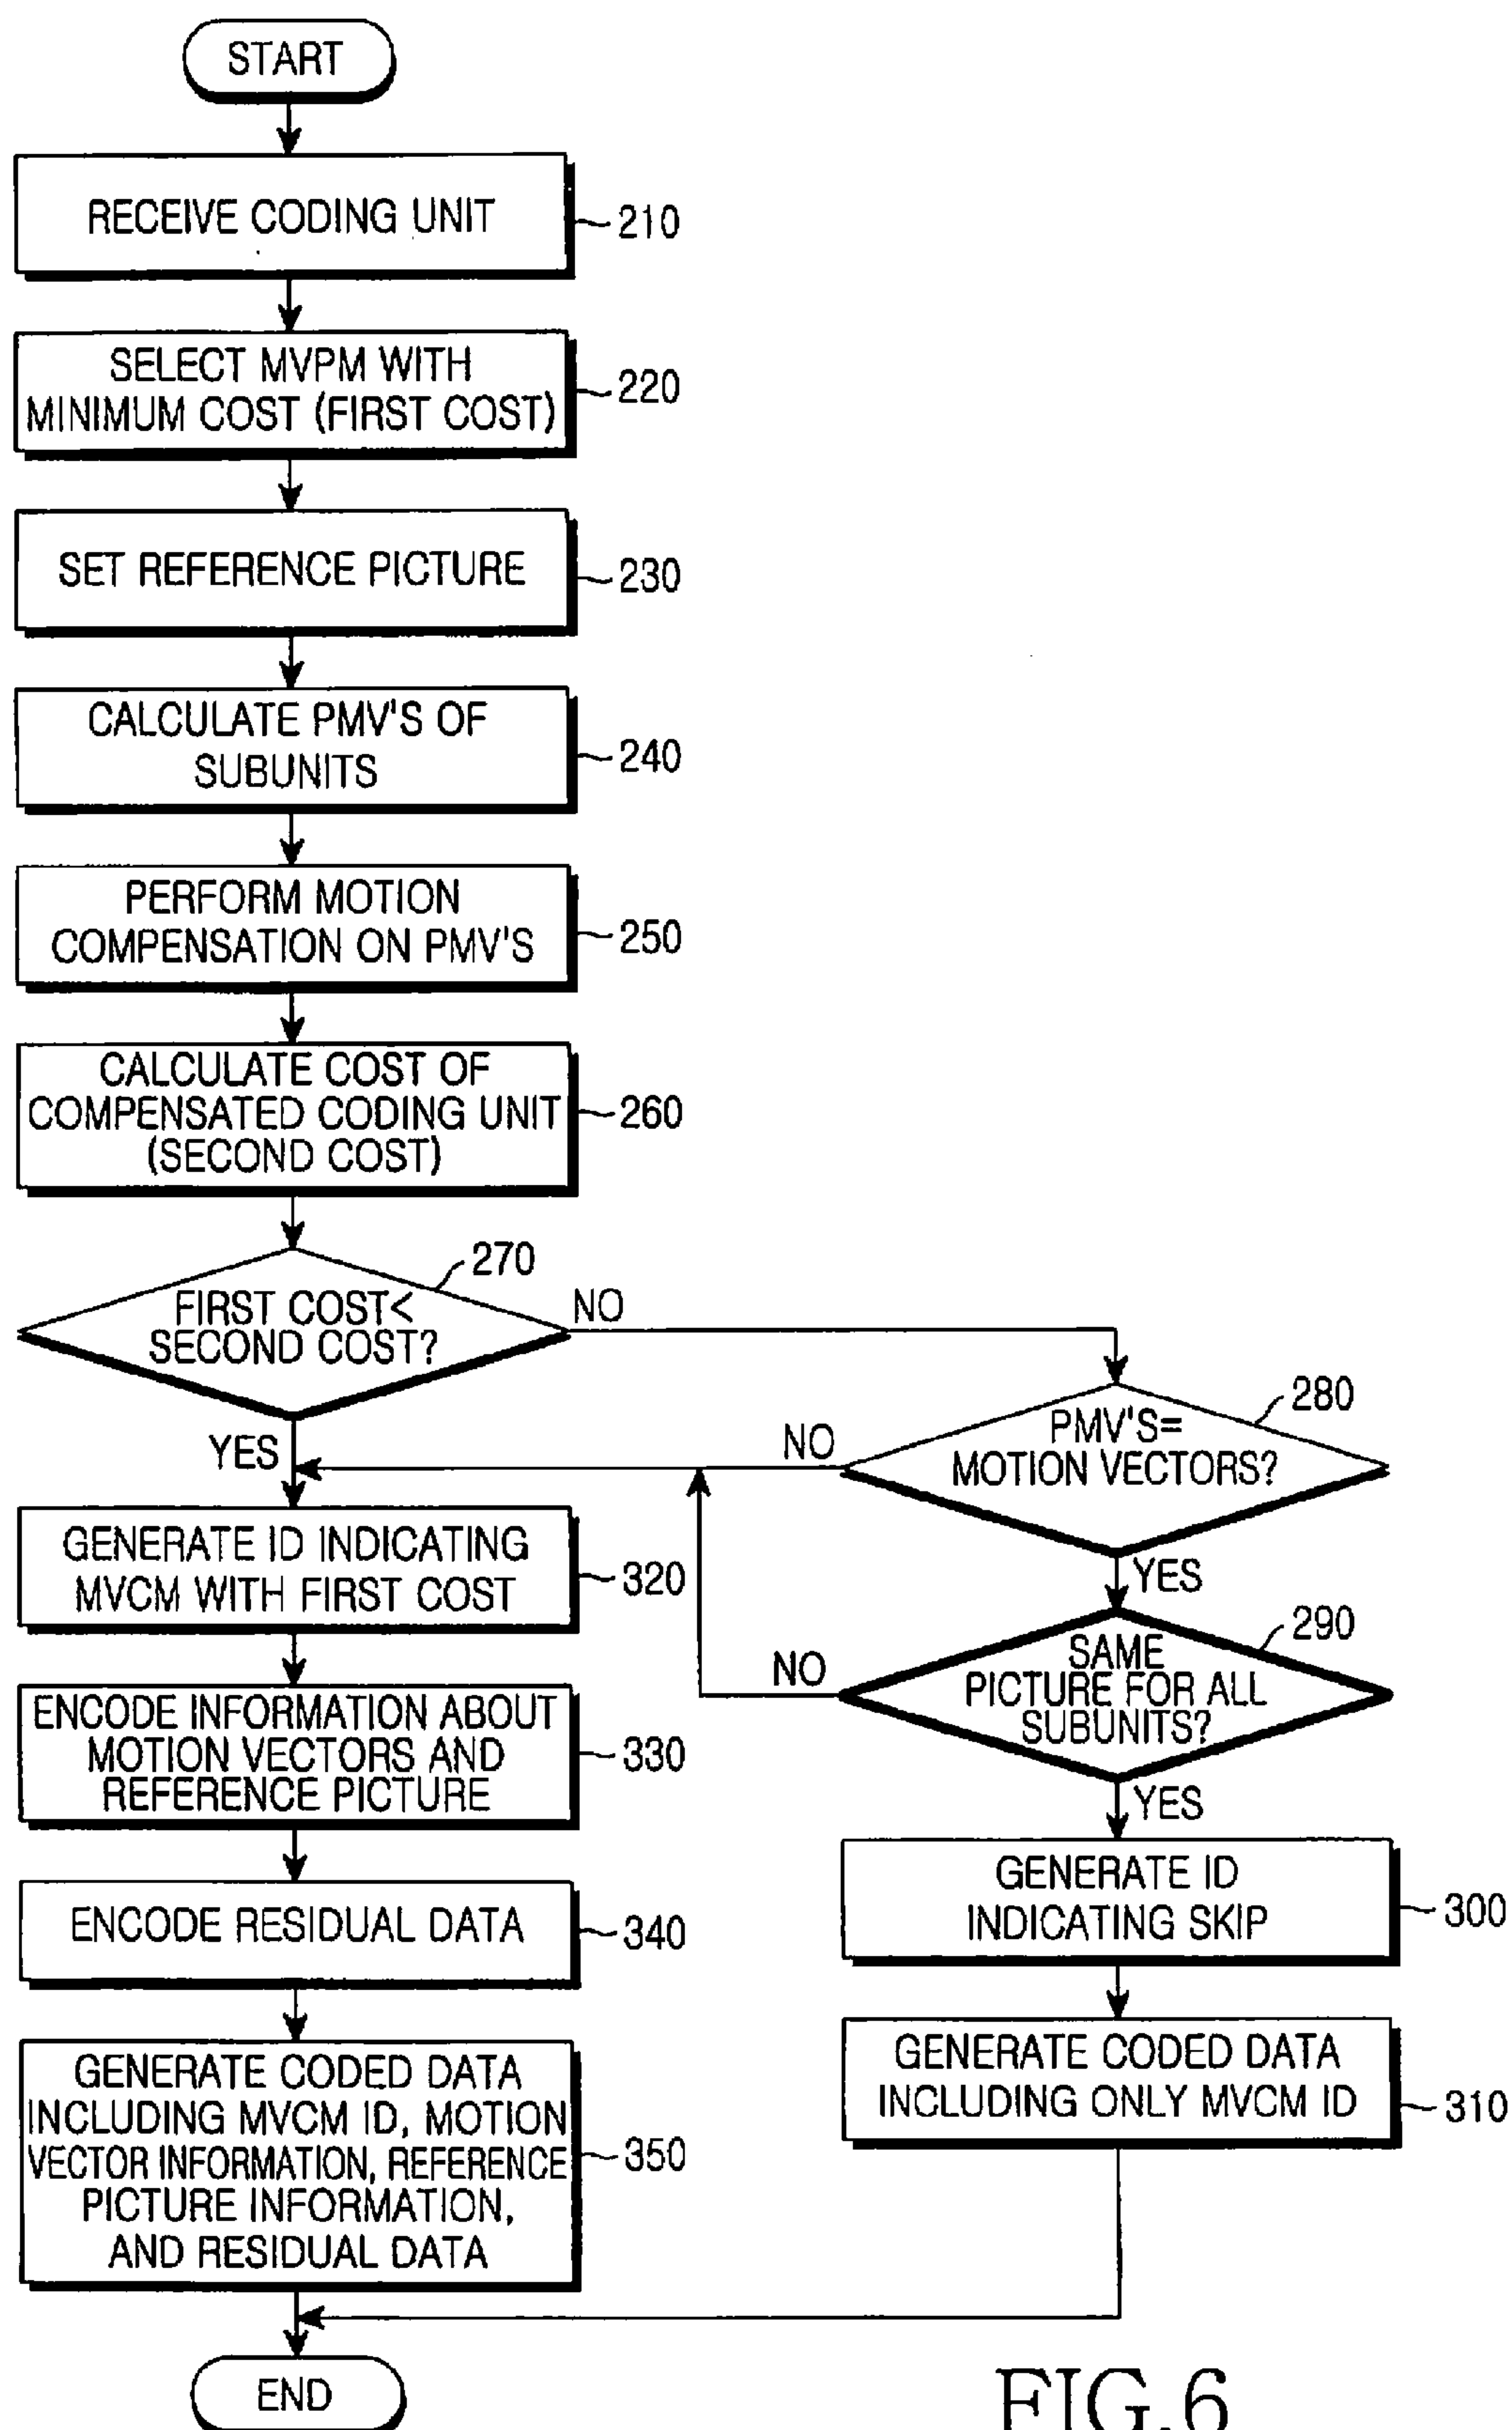 START
RECEIVE CODING UNIT
210
SELECT MVPM WITH
MINIMUM COST (FIRST COST)
220
SET REFERENCE PICTURE
230
CALCULATE PMV'S OF
SUBUNITS
240
PERFORM MOTION
COMPENSATION ON PMV'S
250
CALCULATE COST OF
COMPENSATED CODING UNIT
(SECOND COST)
260
270
FIRST COST<
SECOND COST?
NO
YES
280
PMV'S=
MOTION VECTORS?
NO
YES
290
SAME
PICTURE FOR ALL
SUBUNITS?
NO
YES
GENERATE ID
INDICATING SKIP
300
GENERATE CODED DATA
INCLUDING ONLY MVCM ID
310
GENERATE ID INDICATING
MVCM WITH FIRST COST
320
ENCODE INFORMATION ABOUT
MOTION VECTORS AND
REFERENCE PICTURE
330
ENCODE RESIDUAL DATA
340
GENERATE CODED DATA
INCLUDING MVCM ID, MOTION
VECTOR INFORMATION, REFERENCE
PICTURE INFORMATION,
AND RESIDUAL DATA
350
END
FIG.6